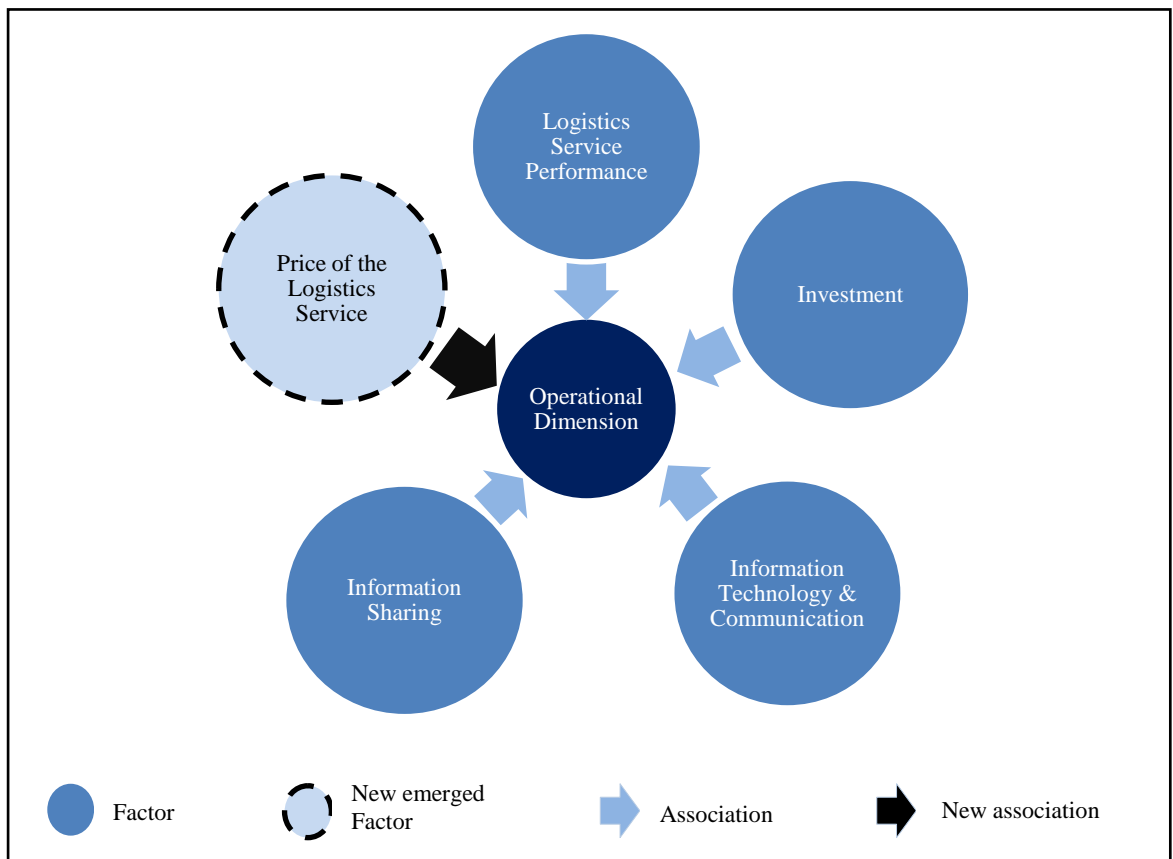 Logistics
Service
Performance
Price of the
Logistics
Service
Investment
Operational
Dimension
Information
Sharing
Information
Technology &
Communication
Factor
New emerged
Factor
Association
New association